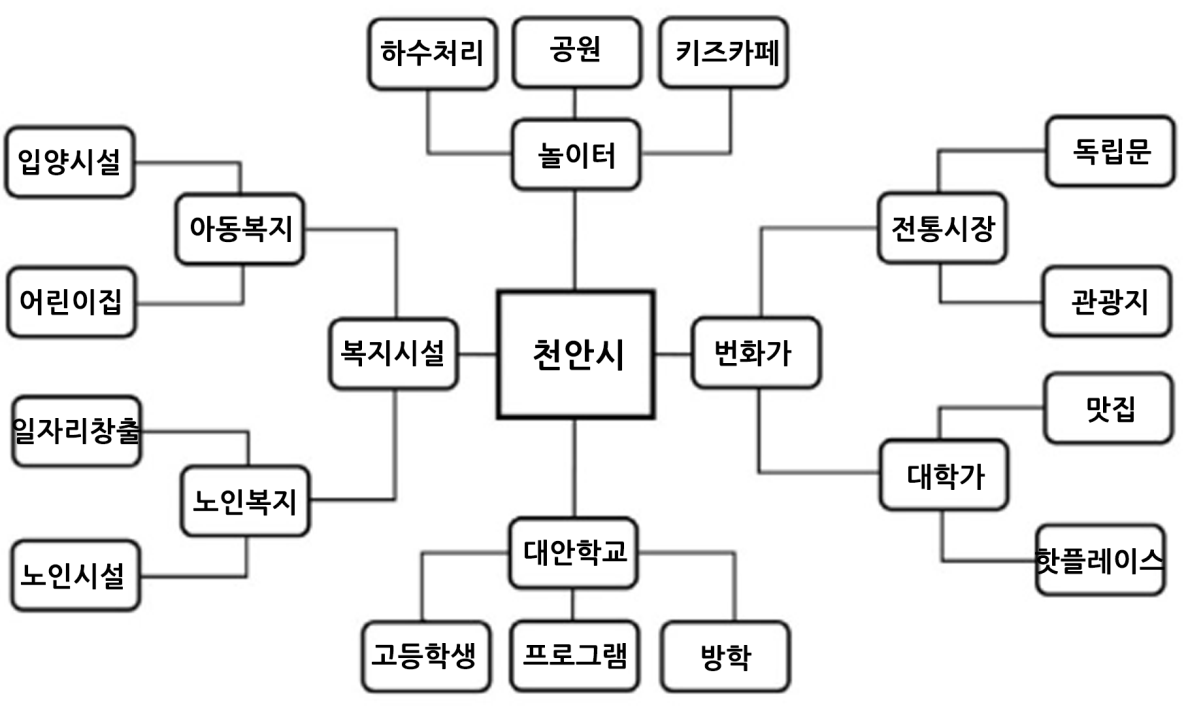 하수처리
공원
키즈카페
놀이터
입양시설
아동복지
어린이집
복지시설
일자리창출
노인복지
노인시설
천안시
번화가
전통시장
독립문
관광지
대학가
맛집
핫플레이스
대안학교
고등학생
프로그램
방학